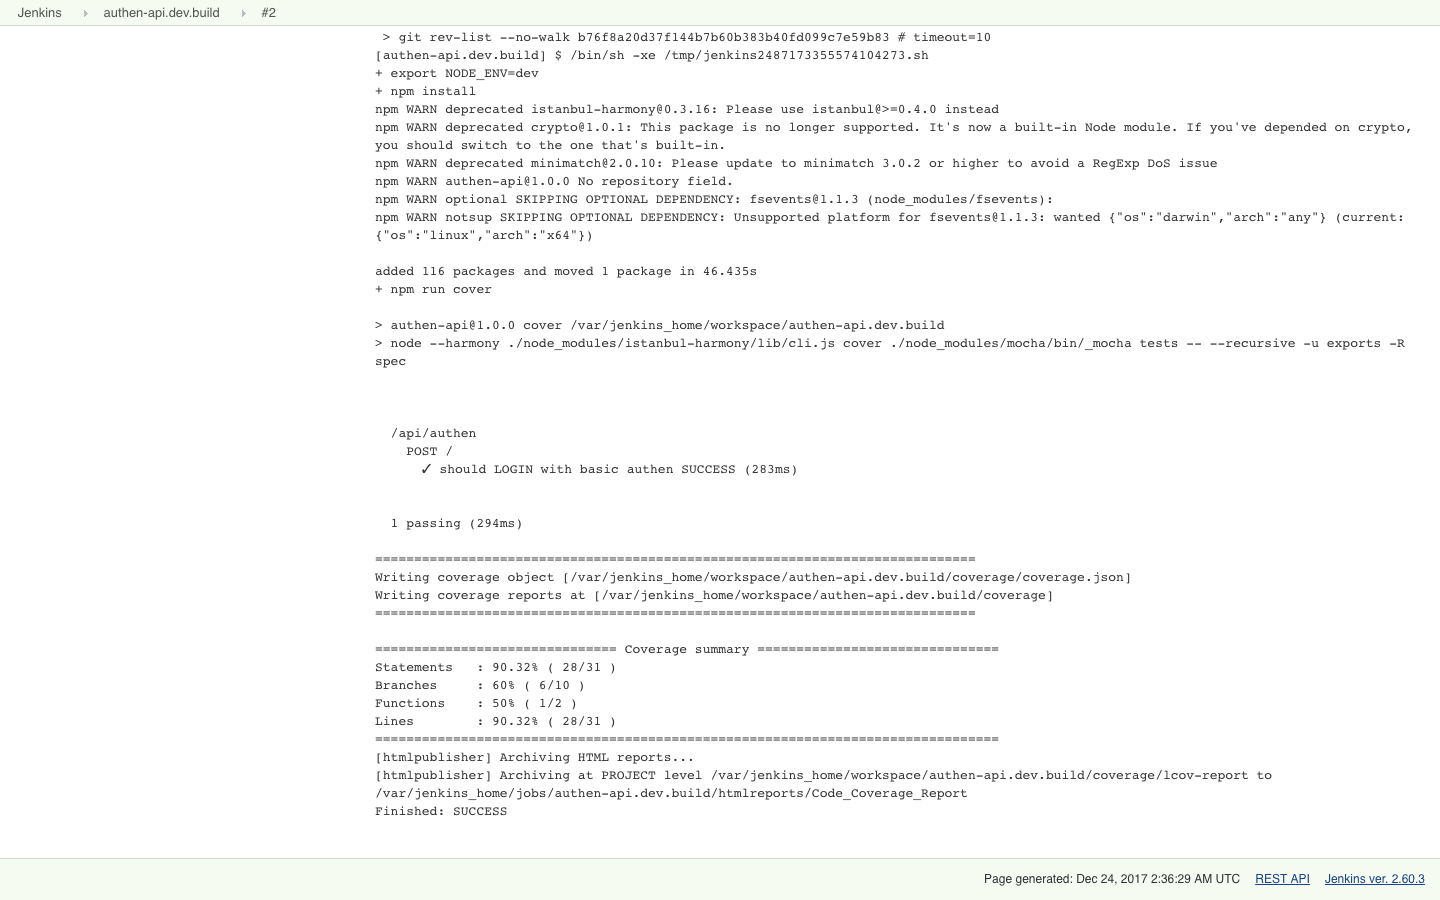 Jenkins authen-api.dev.build #2
> git rev-list --no-walk b76f8a20d37f144b7b60b383b40fd099c7e59b83 # timeout=10
[authen-api.dev.build] $ /bin/sh -xe /tmp/jenkins2487173355574104273.sh
+ export NODE_ENV=dev
+ npm install
npm WARN deprecated istanbul-harmony@0.3.16: Please use istanbul@>=0.4.0 instead
npm WARN deprecated crypto@1.0.1: This package is no longer supported. It's now a built-in Node module. If you've depended on crypto,
you should switch to the one that's built-in.
npm WARN deprecated minimatch@2.0.10: Please update to minimatch 3.0.2 or higher to avoid a RegExp DoS issue
npm WARN authen-api@1.0.0 No repository field.
npm WARN optional SKIPPING OPTIONAL DEPENDENCY: fsevents@1.1.3 (node_modules/fsevents):
npm WARN notsup SKIPPING OPTIONAL DEPENDENCY: Unsupported platform for fsevents@1.1.3: wanted {"os":"darwin","arch":"any"} (current:
{"os":"linux","arch":"x64"})
added 116 packages and moved 1 package in 46.435s
+ npm run cover
> authen-api@1.0.0 cover /var/jenkins_home/workspace/authen-api.dev.build
> node --harmony ./node_modules/istanbul-harmony/lib/cli.js cover ./node_modules/mocha/bin/_mocha tests -- --recursive -u exports -R
spec
/api/authen
POST /
✓ should LOGIN with basic authen SUCCESS (283ms)
1 passing (294ms)
=============================================================================
Writing coverage object [/var/jenkins_home/workspace/authen-api.dev.build/coverage/coverage.json]
Writing coverage reports at [/var/jenkins_home/workspace/authen-api.dev.build/coverage]
=============================================================================
=============================== Coverage summary ===============================
Statements : 90.32% ( 28/31 )
Branches : 60% ( 6/10 )
Functions : 50% ( 1/2 )
Lines : 90.32% ( 28/31 )
================================================================================
[htmlpublisher] Archiving HTML reports...
[htmlpublisher] Archiving at PROJECT level /var/jenkins_home/workspace/authen-api.dev.build/coverage/lcov-report to
/var/jenkins_home/jobs/authen-api.dev.build/htmlreports/Code_Coverage_Report
Finished: SUCCESS
Page generated: Dec 24, 2017 2:36:29 AM UTC REST API Jenkins ver. 2.60.3